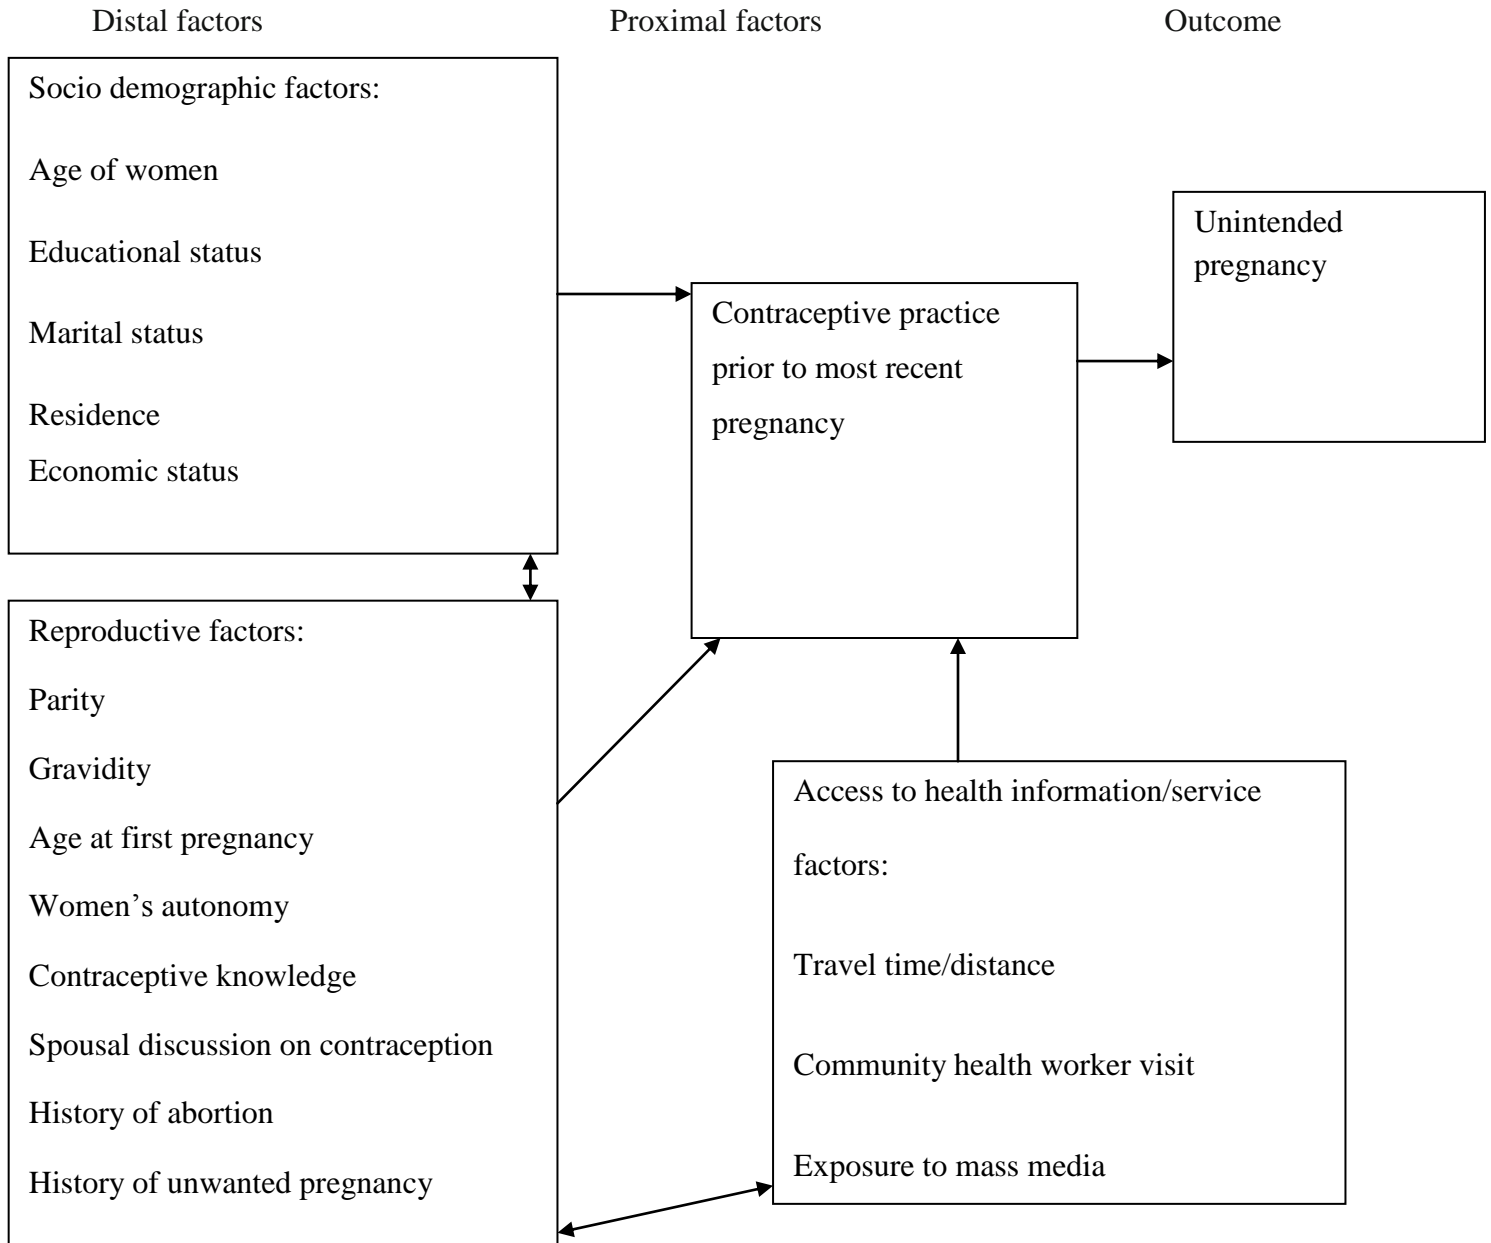 Distal factors
Proximal factors
Outcome
Socio demographic factors:
Age of women
Educational status
Marital status
Residence
Economic status
Contraceptive practice
prior to most recent
pregnancy
Unintended
pregnancy
Reproductive factors:
Parity
Gravidity
Age at first pregnancy
Women’s autonomy
Contraceptive knowledge
Spousal discussion on contraception
History of abortion
History of unwanted pregnancy
Access to health information/service
factors:
Travel time/distance
Community health worker visit
Exposure to mass media